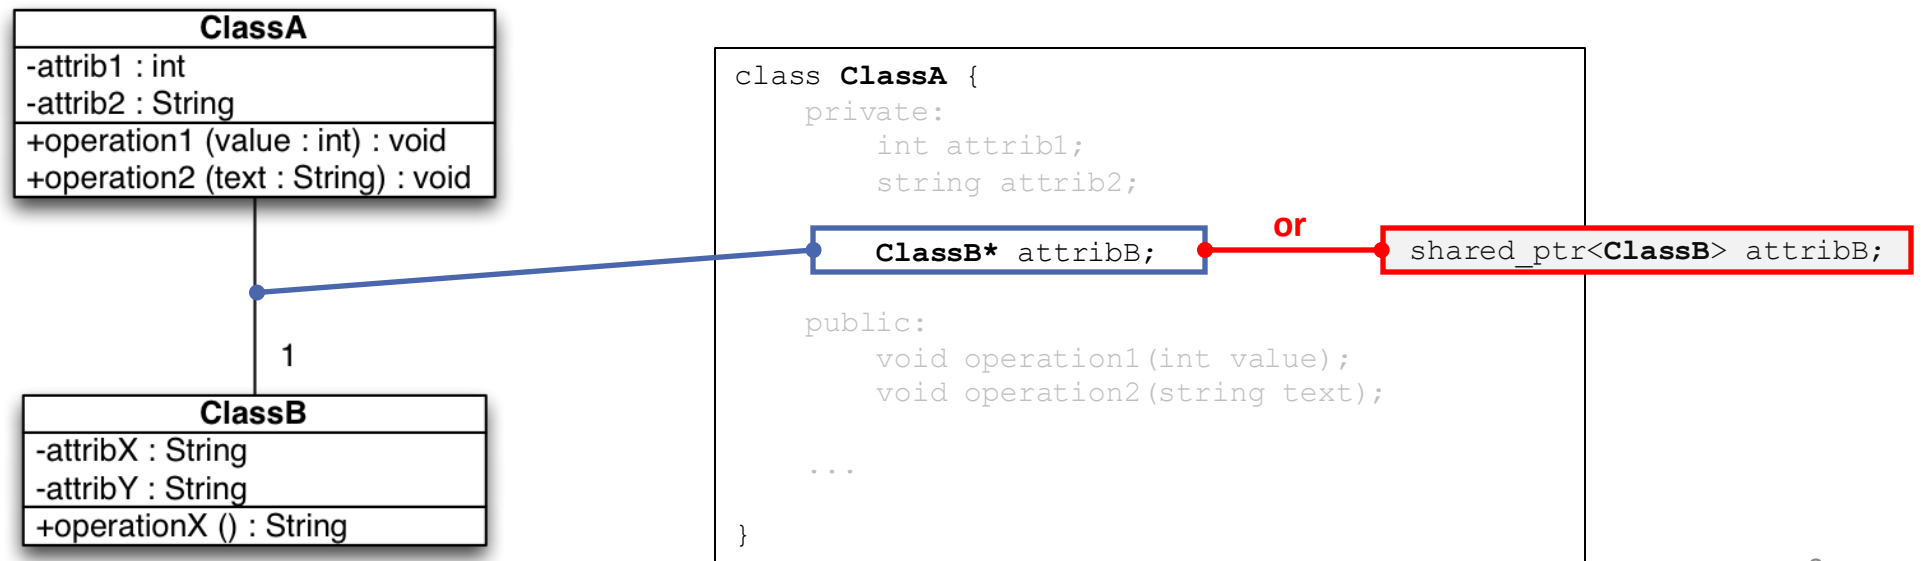 ClassA
-attrib1 : int
-attrib2 : String
+operation1 (value : int) : void
+operation2 (text : String) : void
1
ClassB
-attribX : String
-attribY : String
+operationX () : String
class ClassA {
private:
int attrib1;
string attrib2;
ClassB* attribB;
or
shared_ptr<ClassB> attribB;
public:
void operation1(int value);
void operation2(string text);
...
}